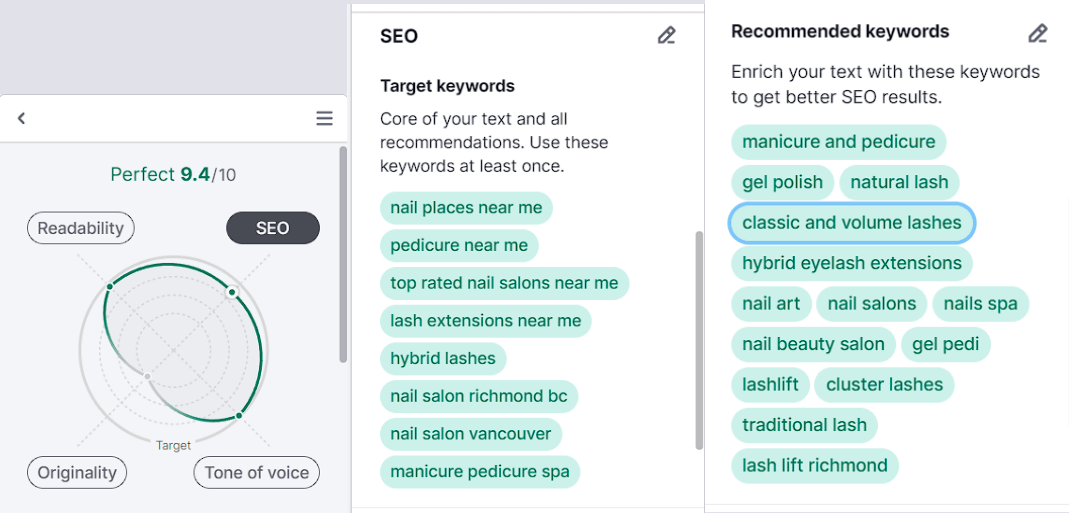 Perfect 9.4/10
Readability
SEO
Target
Originality
Tone of voice
SEO
Target keywords
Core of your text and all
recommendations. Use these
keywords at least once.
nail places near me
pedicure near me
top rated nail salons near me
lash extensions near me
hybrid lashes
nail salon richmond bc
nail salon vancouver
manicure pedicure spa
Recommended keywords
Enrich your text with these keywords
to get better SEO results.
manicure and pedicure
gel polish natural lash
classic and volume lashes
hybrid eyelash extensions
nail art nail salons nails spa
nail beauty salon gel pedi
lashlift cluster lashes
traditional lash
lash lift richmond